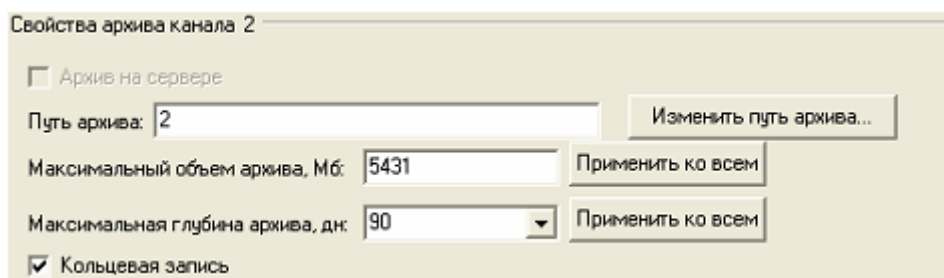 Свойства архива канала 2
Архив на сервере
Путь архива: 2 Изменить путь архива...
Максимальный объем архива, Мб: 5431 Применить ко всем
Максимальная глубина архива, дн: 90 Применить ко всем
Кольцевая запись